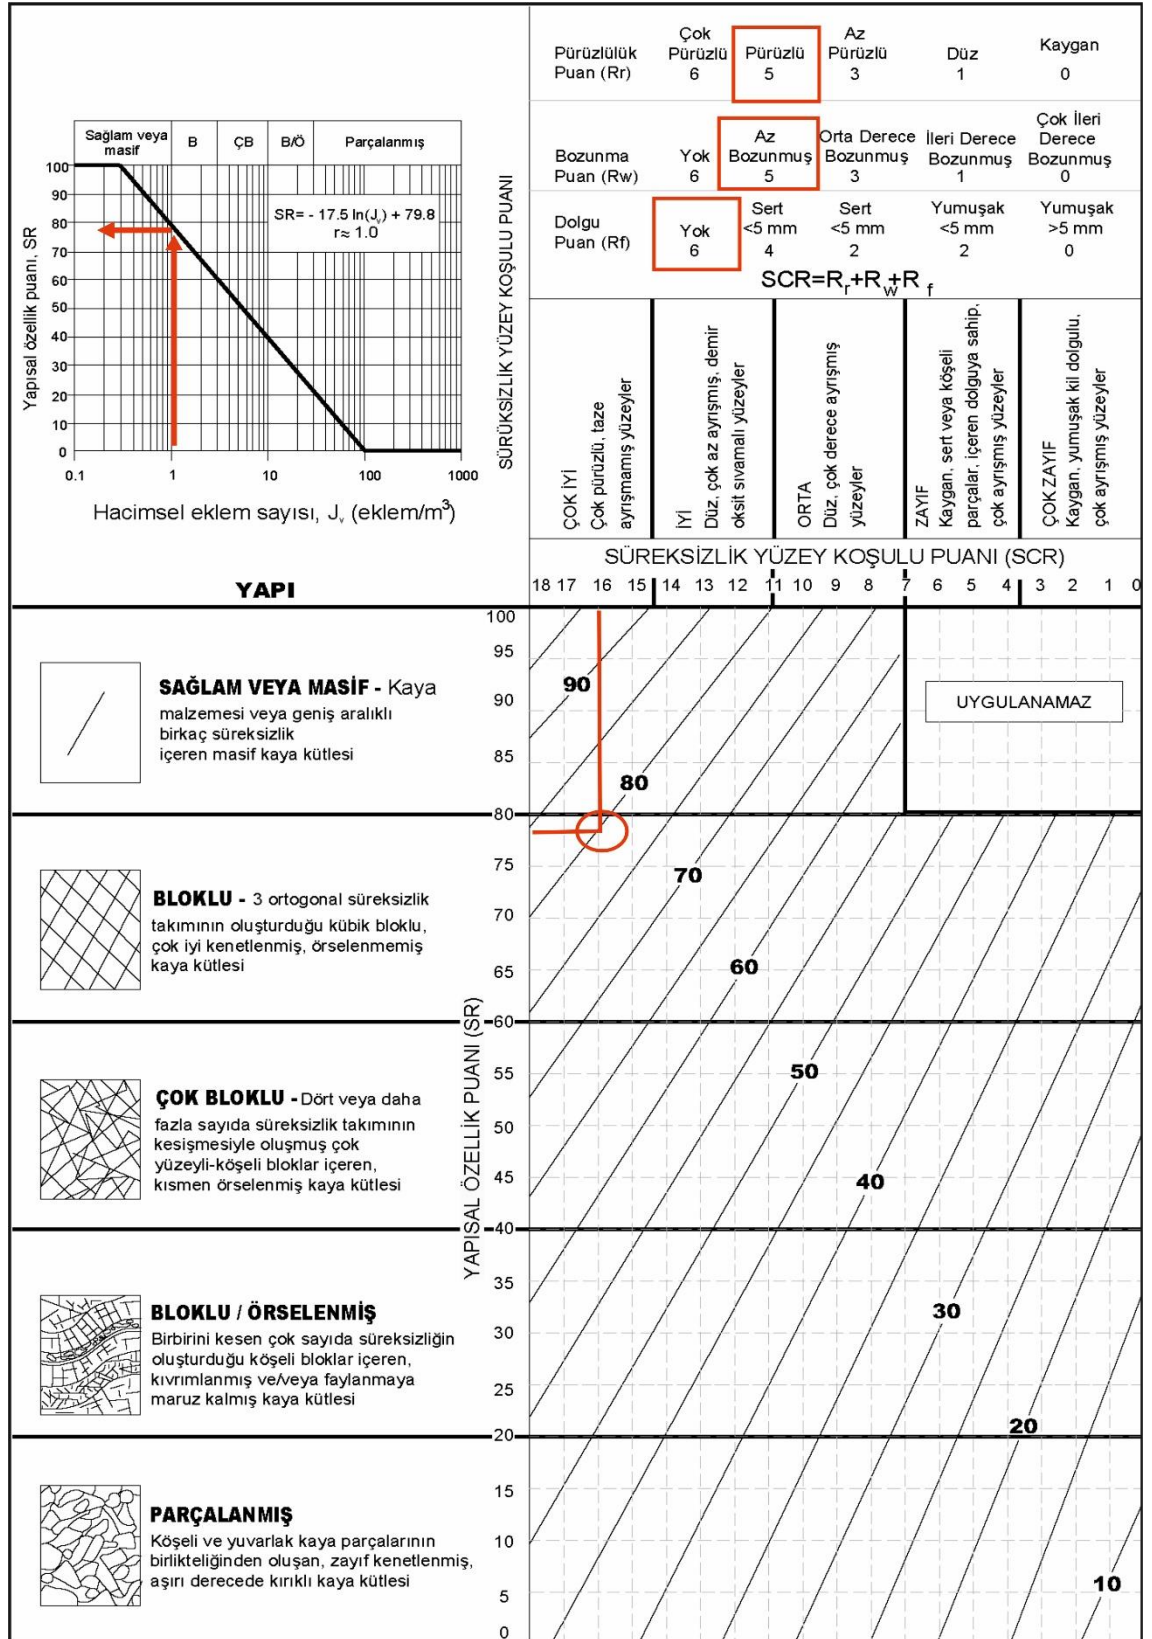 Pürüzlülük
Puan (Rr)
Çok
Pürüzlü
6
Pürüzlü
5
Az
Pürüzlü
3
Düz
1
Kaygan
0
Bozunma
Puan (Rw)
Yok
6
Az
Bozunmuş
5
Orta Derece
Bozunmuş
3
İleri Derece
Bozunmuş
1
Çok İleri
Derece
Bozunmuş
0
Dolgu
Puan (Rf)
Yok
6
Sert
<5 mm
4
Sert
<5 mm
2
Yumuşak
<5 mm
2
Yumuşak
>5 mm
0
SCR=Rr+Rw+Rf
SÜRÜKSİZLİK YÜZEY KOŞULU PUANI
Sağlam veya
masif
B
ÇB
B/Ö
Parçalanmış
SR= - 17.5 ln(Jv) + 79.8
r≈ 1.0
Yapısal özellik puanı, SR
100
90
80
70
60
50
40
30
20
10
0
0.1 1 10 100 1000
Hacimsel eklem sayısı, Jv (eklem/m³)
ÇOK İYİ
Çok pürüzlü, taze
ayrışmamış yüzeyler
İYİ
Düz, çok az ayrışmış, demir
oksit sıvamalı yüzeyler
ORTA
Düz, çok derece ayrışmış
yüzeyler
ZAYIF
Kaygan, sert veya köşeli
parçalar, içeren dolguya sahip,
çok ayrışmış yüzeyler
ÇOK ZAYIF
Kaygan, yumuşak kil dolgulu,
çok ayrışmış yüzeyler
SÜREKSİZLİK YÜZEY KOŞULU PUANI (SCR)
18 17 16 15 14 13 12 11 10 9 8 7 6 5 4 3 2 1 0
YAPI
YAPISAL ÖZELLİK PUANI (SR)
100
95
90
85
80
75
70
65
60
55
50
45
40
35
30
25
20
15
10
5
0
SAĞLAM VEYA MASİF - Kaya
malzemesi veya geniş aralıklı
birkaç süreksizlik
içeren masif kaya kütlesi
BLOKLU - 3 ortogonal süreksizlik
takımının oluşturduğu kübik bloklu,
çok iyi kenetlenmiş, örselenmemiş
kaya kütlesi
ÇOK BLOKLU - Dört veya daha
fazla sayıda süreksizlik takımının
kesişmesiyle oluşmuş çok
yüzeyli-köşeli bloklar içeren,
kısmen örselenmiş kaya kütlesi
BLOKLU / ÖRSELENMİŞ
Birbirini kesen çok sayıda süreksizliğin
oluşturduğu köşeli bloklar içeren,
kıvrımlanmış ve/veya faylanmaya
maruz kalmış kaya kütlesi
PARÇALANMIŞ
Köşeli ve yuvarlak kaya parçalarının
birlikteliğinden oluşan, zayıf kenetlenmiş,
aşırı derecede kırıklı kaya kütlesi
UYGULANAMAZ
90
80
70
60
50
40
30
20
10